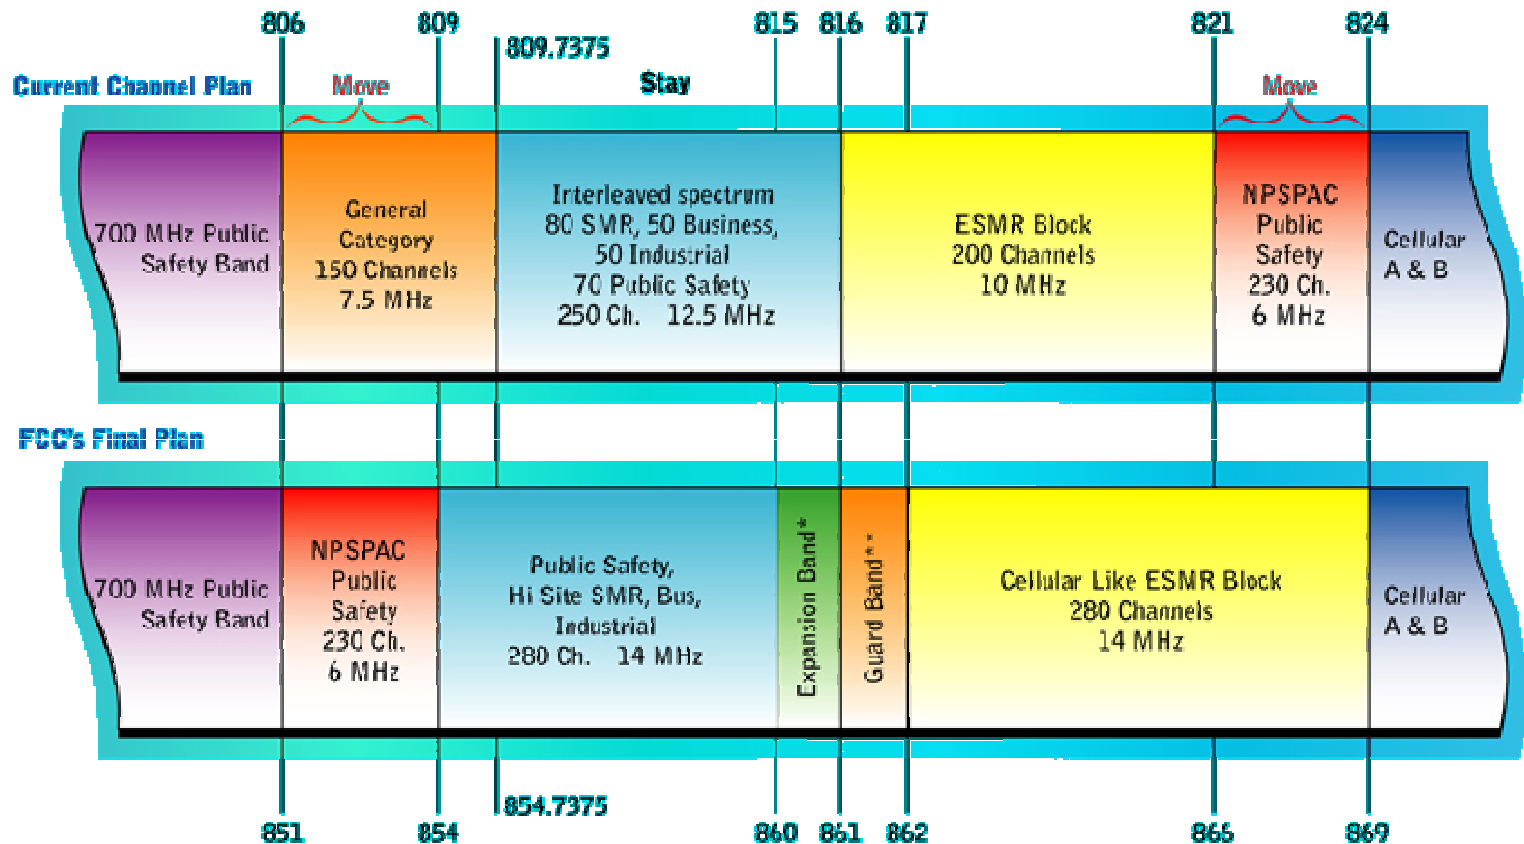 806 809 815 816 817 821 824
809.7375
Current Channel Plan
Move
Stay
Move
700 MHz Public
Safety Band
General
Category
150 Channels
7.5 MHz
Interleaved spectrum
80 SMR, 50 Business,
50 Industrial
70 Public Safety
250 Ch. 12.5 MHz
ESMR Block
200 Channels
10 MHz
NPSPAC
Public
Safety
230 Ch.
6 MHz
Cellular
A & B
FCC's Final Plan
700 MHz Public
Safety Band
NPSPAC
Public
Safety
230 Ch.
6 MHz
Public Safety,
Hi Site SMR, Bus,
Industrial
280 Ch. 14 MHz
Expansion Band*
Guard Band**
Cellular Like ESMR Block
280 Channels
14 MHz
Cellular
A & B
854.7375
851 854 860 861 862 866 869